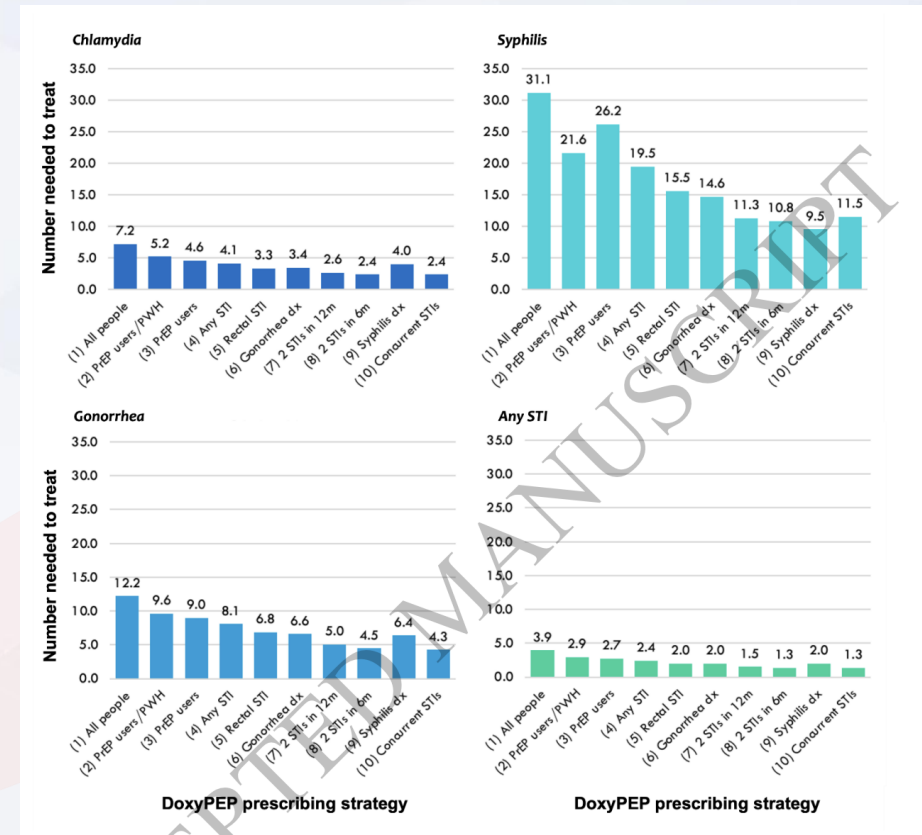 Chlamydia
Number needed to treat
35.0
30.0
25.0
20.0
15.0
10.0
5.0
0.0
7.2
5.2
4.6
4.1
3.3
3.4
2.6
2.4
4.0
2.4
(1) All people
(2) PrEP users/PWH
(3) PrEP users
(4) Any STI
(5) Rectal STI
(6) Gonorrhea dx
(7) 2 STIs in 12m
(8) 2 STIs in 6m
(9) Syphilis dx
(10) Concurrent STIs
Syphilis
35.0
30.0
25.0
20.0
15.0
10.0
5.0
0.0
31.1
21.6
26.2
19.5
15.5
14.6
11.3
10.8
9.5
11.5
(1) All people
(2) PrEP users/PWH
(3) PrEP users
(4) Any STI
(5) Rectal STI
(6) Gonorrhea dx
(7) 2 STIs in 12m
(8) 2 STIs in 6m
(9) Syphilis dx
(10) Concurrent STIs
Gonorrhea
Number needed to treat
35.0
30.0
25.0
20.0
15.0
10.0
5.0
0.0
12.2
9.6
9.0
8.1
6.8
6.6
5.0
4.5
6.4
4.3
(1) All people
(2) PrEP users/PWH
(3) PrEP users
(4) Any STI
(5) Rectal STI
(6) Gonorrhea dx
(7) 2 STIs in 12m
(8) 2 STIs in 6m
(9) Syphilis dx
(10) Concurrent STIs
DoxyPEP prescribing strategy
Any STI
35.0
30.0
25.0
20.0
15.0
10.0
5.0
0.0
3.9
2.9
2.7
2.4
2.0
2.0
1.5
1.3
2.0
1.3
(1) All people
(2) PrEP users/PWH
(3) PrEP users
(4) Any STI
(5) Rectal STI
(6) Gonorrhea dx
(7) 2 STIs in 12m
(8) 2 STIs in 6m
(9) Syphilis dx
(10) Concurrent STIs
DoxyPEP prescribing strategy
EPTED MANUSCRIPT